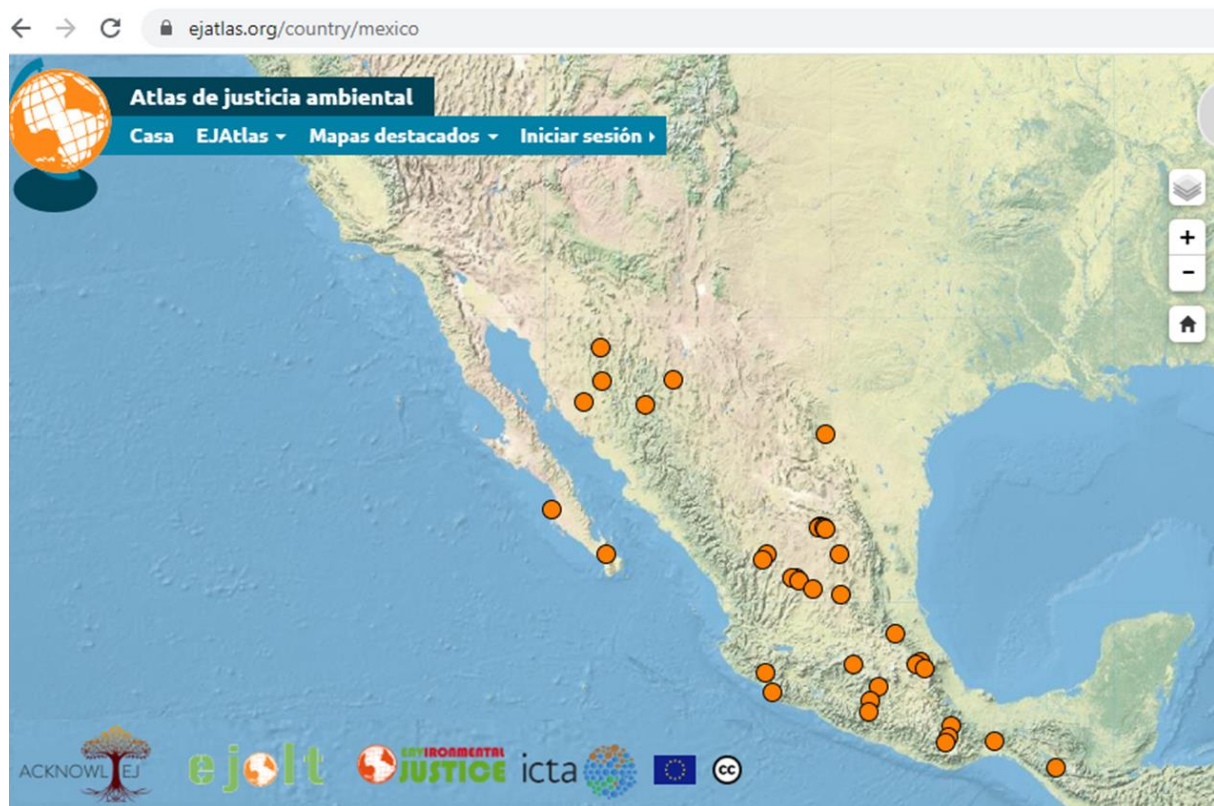 ejatlas.org/country/mexico
Atlas de justicia ambiental
Casa EJAtlas Mapas destacados Iniciar sesión
+
-
ACKNOWL EJ
ejolt
ENVIRONMENTAL
JUSTICE
icta
cc